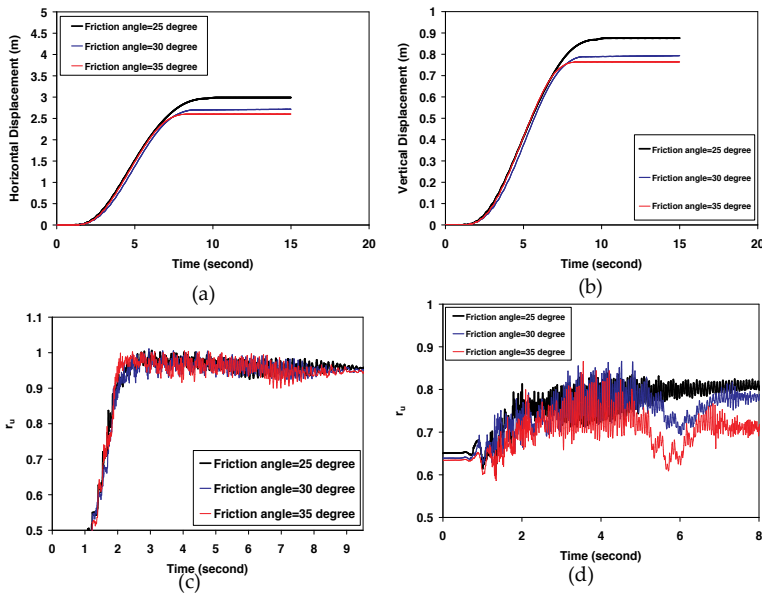 5
4.5
4
3.5
3
2.5
2
1.5
1
0.5
0
Horizontal Displacement (m)
Friction angle=25 degree
Friction angle=30 degree
Friction angle=35 degree
0 5 10 15 20
Time (second)
(a)
1
0.9
0.8
0.7
0.6
0.5
0.4
0.3
0.2
0.1
0
Vertical Displacement (m)
Friction angle=25 degree
Friction angle=30 degree
Friction angle=35 degree
0 5 10 15 20
Time (second)
(b)
1.1
1
0.9
0.8
0.7
0.6
0.5
ru
Friction angle=25 degree
Friction angle=30 degree
Friction angle=35 degree
0 1 2 3 4 5 6 7 8 9
Time (second)
(c)
1
0.9
0.8
0.7
0.6
0.5
ru
Friction angle=25 degree
Friction angle=30 degree
Friction angle=35 degree
0 2 4 6 8
Time (second)
(d)